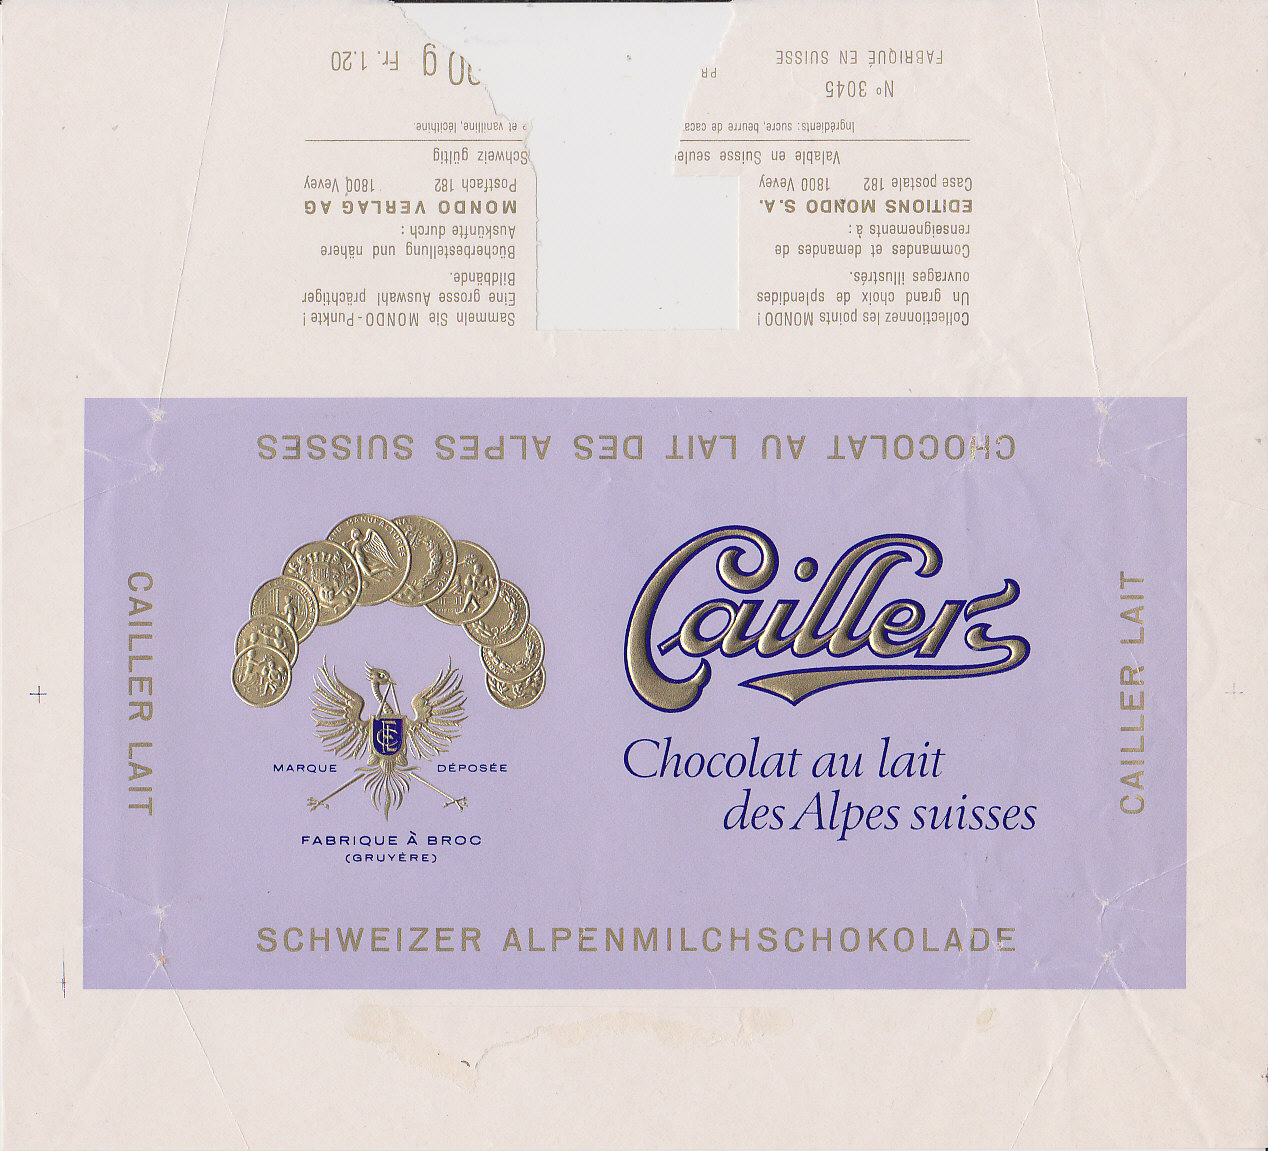 FABRIQUÉ EN SUISSE
Fr. 1.20
g
Nº 3045
Ingrédients: sucre, beurre de
et vanilline, lécithine.
Valable en Suisse
Schweiz gültig
Case postale 182 1800 Vevey
Postfach 182 1800 Vevey
EDITIONS MONDO S.A.
MONDO VERLAG AG
renseignements à :
Auskünfte durch :
Commandes et demandes de
Bücherbestellung und nähere
ouvrages illustrés.
Bildbände.
Un grand choix de splendides
Eine grosse Auswahl prächtiger
Collectionnez les points MONDO !
Sammeln Sie MONDO-Punkte !
CHOCOLAT AU LAIT DES ALPES SUISSES
CAILLER LAIT
MANUFACTURES
FCL
MARQUE DÉPOSÉE
FABRIQUE À BROC
(GRUYÈRE)
Cailler
Chocolat au lait
des Alpes suisses
CAILLER LAIT
SCHWEIZER ALPENMILCHSCHOKOLADE